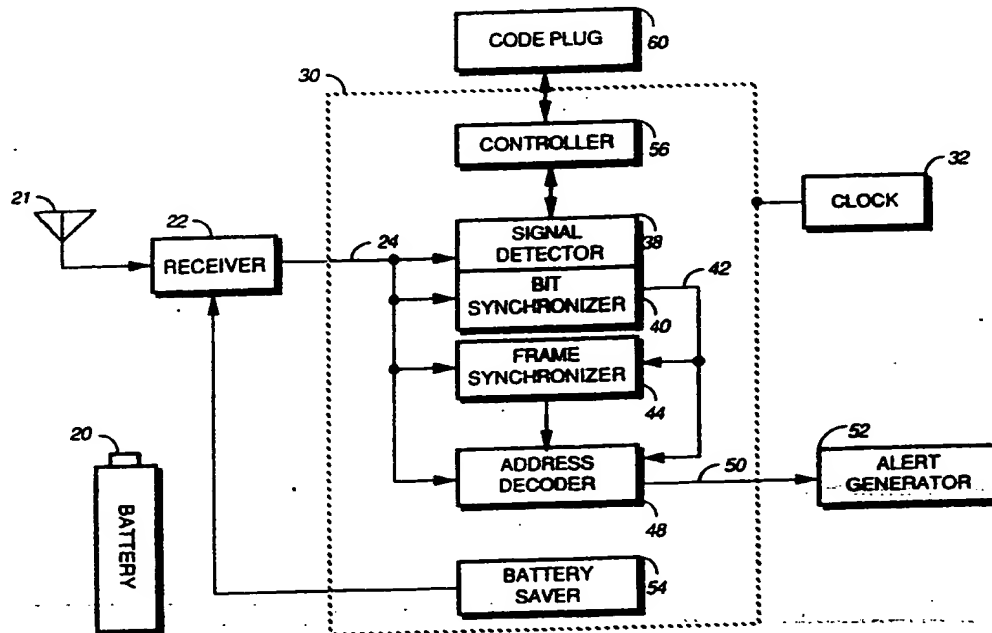 CODE PLUG
60
30
CONTROLLER
56
32
CLOCK
21
22
RECEIVER
24
SIGNAL
DETECTOR
38
42
BIT
SYNCHRONIZER
40
FRAME
SYNCHRONIZER
44
20
BATTERY
ADDRESS
DECODER
48
50
52
ALERT
GENERATOR
BATTERY
SAVER
54